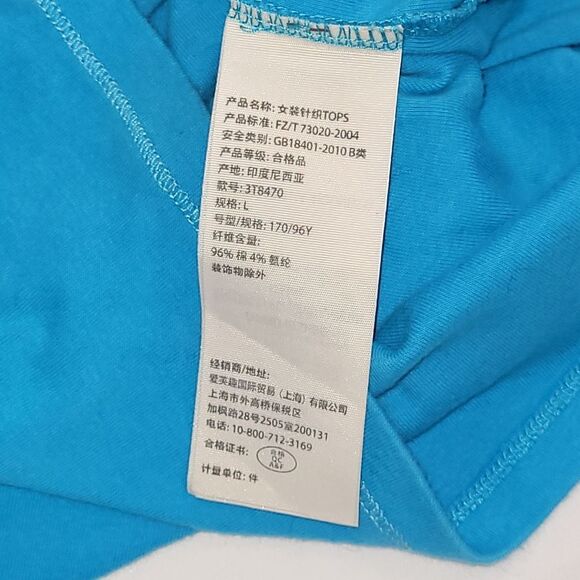 产品名称: 女装针织TOPS
产品标准: FZ/T 73020-2004
安全类别: GB18401-2010 B类
产品等级: 合格品
产地: 印度尼西亚
款号: 3T8470
规格: L
号型/规格: 170/96Y
纤维含量:
96% 棉 4% 氨纶
装饰物除外
经销商/地址:
爱芙趣国际贸易 (上海) 有限公司
上海市外高桥保税区
加枫路28号2505室200131
电话: 10-800-712-3169
合格证书: 合格 QC A&F
计量单位: 件